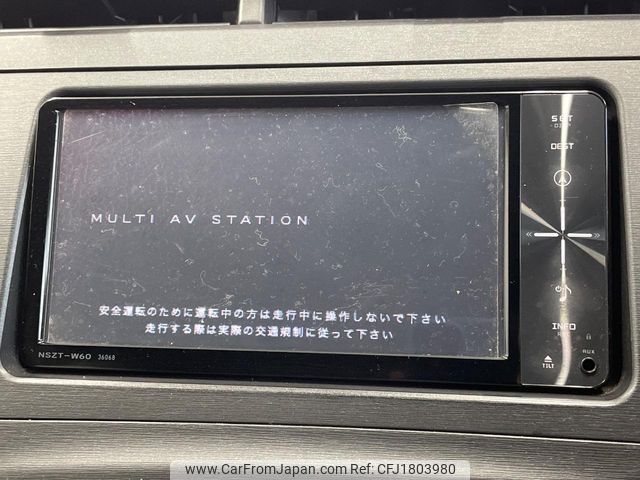 SET
DEST
MULTI AV STATION
安全運転のために運転中の方は走行中に操作しないで下さい
走行する際は実際の交通規制に従って下さい
INFO
NSZT-W60 36068
TILT
AUX
www.CarFromJapan.com REF CFJ1803980